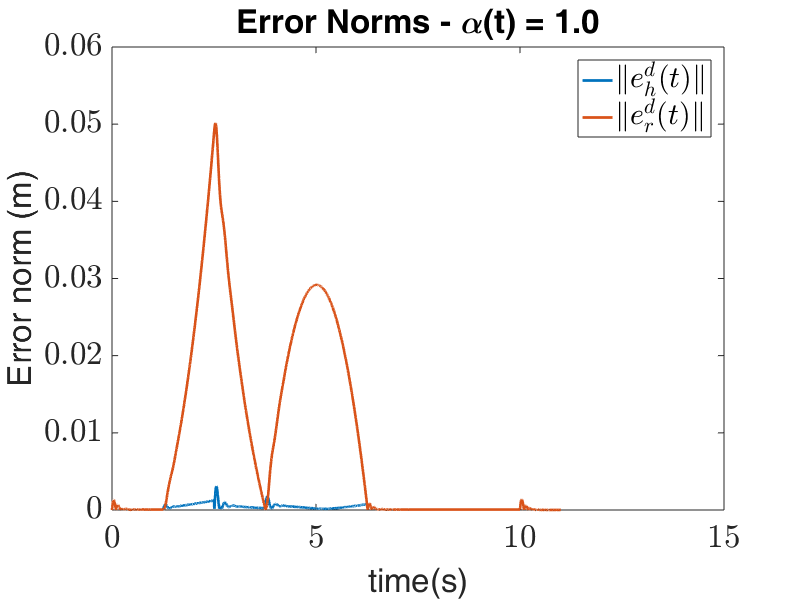 Error Norms - α(t) = 1.0
0.06
0.05
0.04
0.03
0.02
0.01
0
Error norm (m)
‖e_h^d(t)‖
‖e_r^d(t)‖
0 5 10 15
time(s)